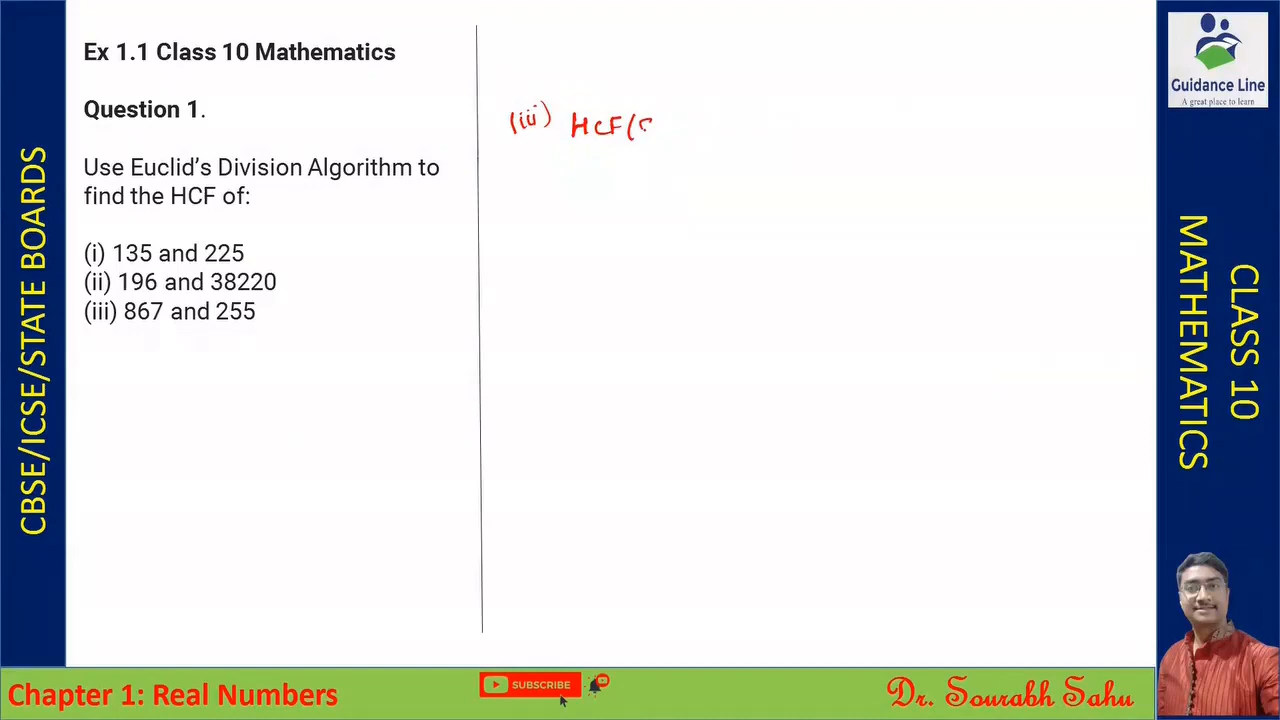 CBSE/ICSE/STATE BOARDS
Ex 1.1 Class 10 Mathematics
Question 1.
Use Euclid’s Division Algorithm to
find the HCF of:
(i) 135 and 225
(ii) 196 and 38220
(iii) 867 and 255
(iii) HCF(
Guidance Line
A great place to learn
CLASS 10
MATHEMATICS
Chapter 1: Real Numbers
SUBSCRIBE
Dr. Sourabh Sahu